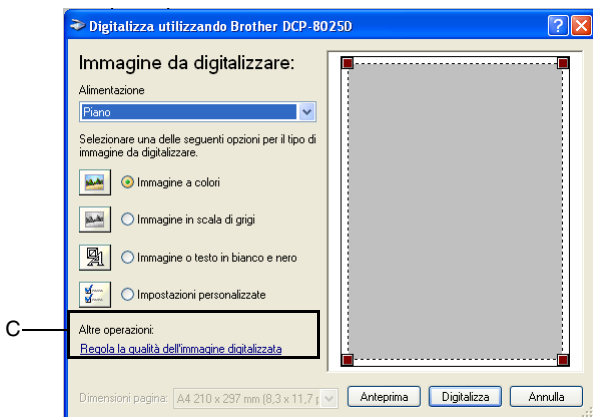 Digitalizza utilizzando Brother DCP-8025D
Immagine da digitalizzare:
Alimentazione
Piano
Selezionare una delle seguenti opzioni per il tipo di
immagine da digitalizzare.
Immagine a colori
Immagine in scala di grigi
Immagine o testo in bianco e nero
Impostazioni personalizzate
C
Altre operazioni:
Regola la qualità dell'immagine digitalizzata
Dimensioni pagina: A4 210 x 297 mm (8,3 x 11,7 p
Anteprima Digitalizza Annulla